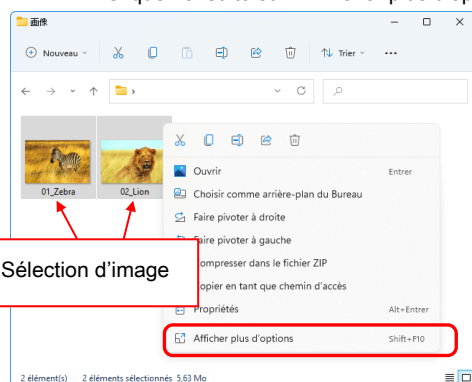 画像
Nouveau
Trier
01_Zebra
02_Lion
Ouvrir Entrer
Choisir comme arrière-plan du Bureau
Faire pivoter à droite
Faire pivoter à gauche
Compresser dans le fichier ZIP
Copier en tant que chemin d'accès
Propriétés Alt+Entrer
Afficher plus d'options Shift+F10
Sélection d'image
2 élément(s) 2 éléments sélectionnés 5,63 Mo